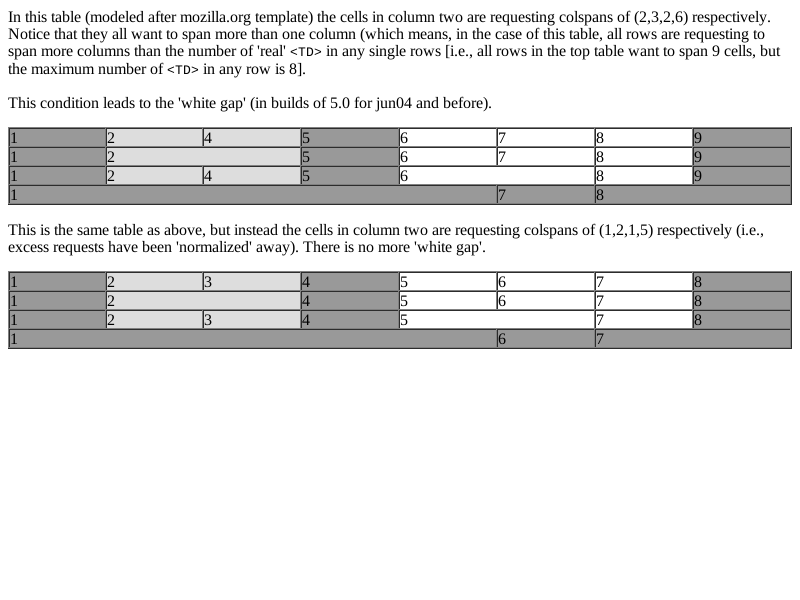 In this table (modeled after mozilla.org template) the cells in column two are requesting colspans of (2,3,2,6) respectively.
Notice that they all want to span more than one column (which means, in the case of this table, all rows are requesting to
span more columns than the number of 'real' <TD> in any single rows [i.e., all rows in the top table want to span 9 cells, but
the maximum number of <TD> in any row is 8].
This condition leads to the 'white gap' (in builds of 5.0 for jun04 and before).
1 2 4 5 6 7 8 9
1 2 5 6 7 8 9
1 2 4 5 6 8 9
1 7 8
This is the same table as above, but instead the cells in column two are requesting colspans of (1,2,1,5) respectively (i.e.,
excess requests have been 'normalized' away). There is no more 'white gap'.
1 2 3 4 5 6 7 8
1 2 4 5 6 7 8
1 2 3 4 5 7 8
1 6 7